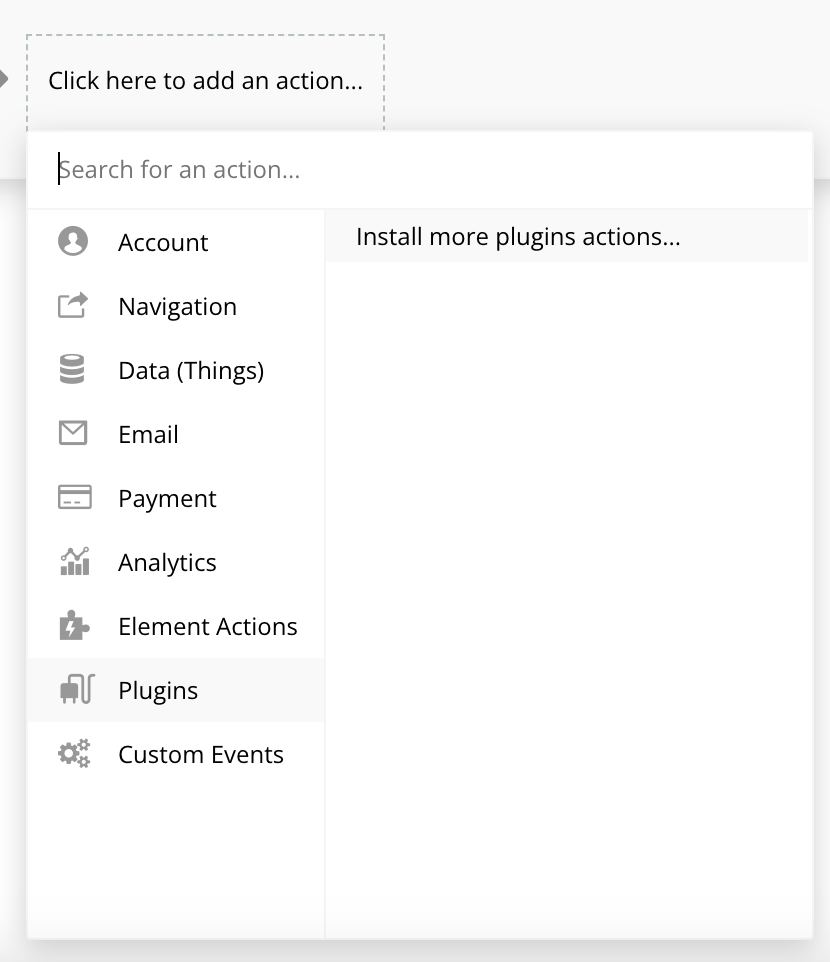 Click here to add an action...
Search for an action...
Account
Navigation
Data (Things)
Email
Payment
Analytics
Element Actions
Plugins
Custom Events
Install more plugins actions...